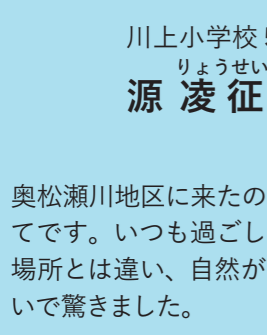 川上小学校5
りょうせい
源 凌征
奥松瀬川地区に来たの
てです。いつも過ごし
場所とは違い、自然が
いで驚きました。